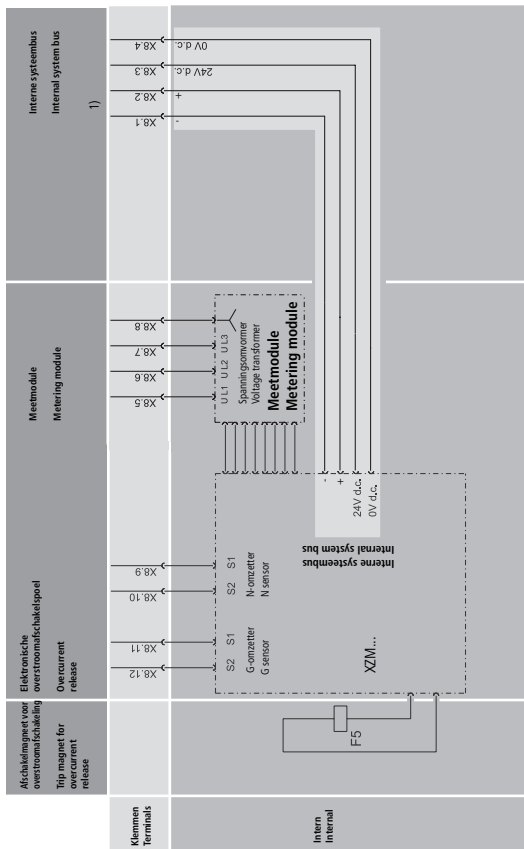 Interne systeembus
Internal system bus
1)
Meetmodule
Metering module
Elektronische
overstroomafschakelspoel
Overcurrent
release
Afschakelmagneet voor
overstroomafschakeling
Trip magnet for
overcurrent
release
Klemmen
Terminals
Intern
Internal
X8.4
X8.3
X8.2
X8.1
X8.8
X8.7
X8.6
X8.5
X8.9
X8.10
X8.11
X8.12
0V d.c.
24V d.c.
+
-
U L1
U L2
U L3
Spanningsomvormer
Voltage transformer
Meetmodule
Metering module
S1
S2
N-omzetter
N sensor
S1
S2
G-omzetter
G sensor
-
+
24V d.c.
0V d.c.
Interne systeembus
Internal system bus
XZM...
F5